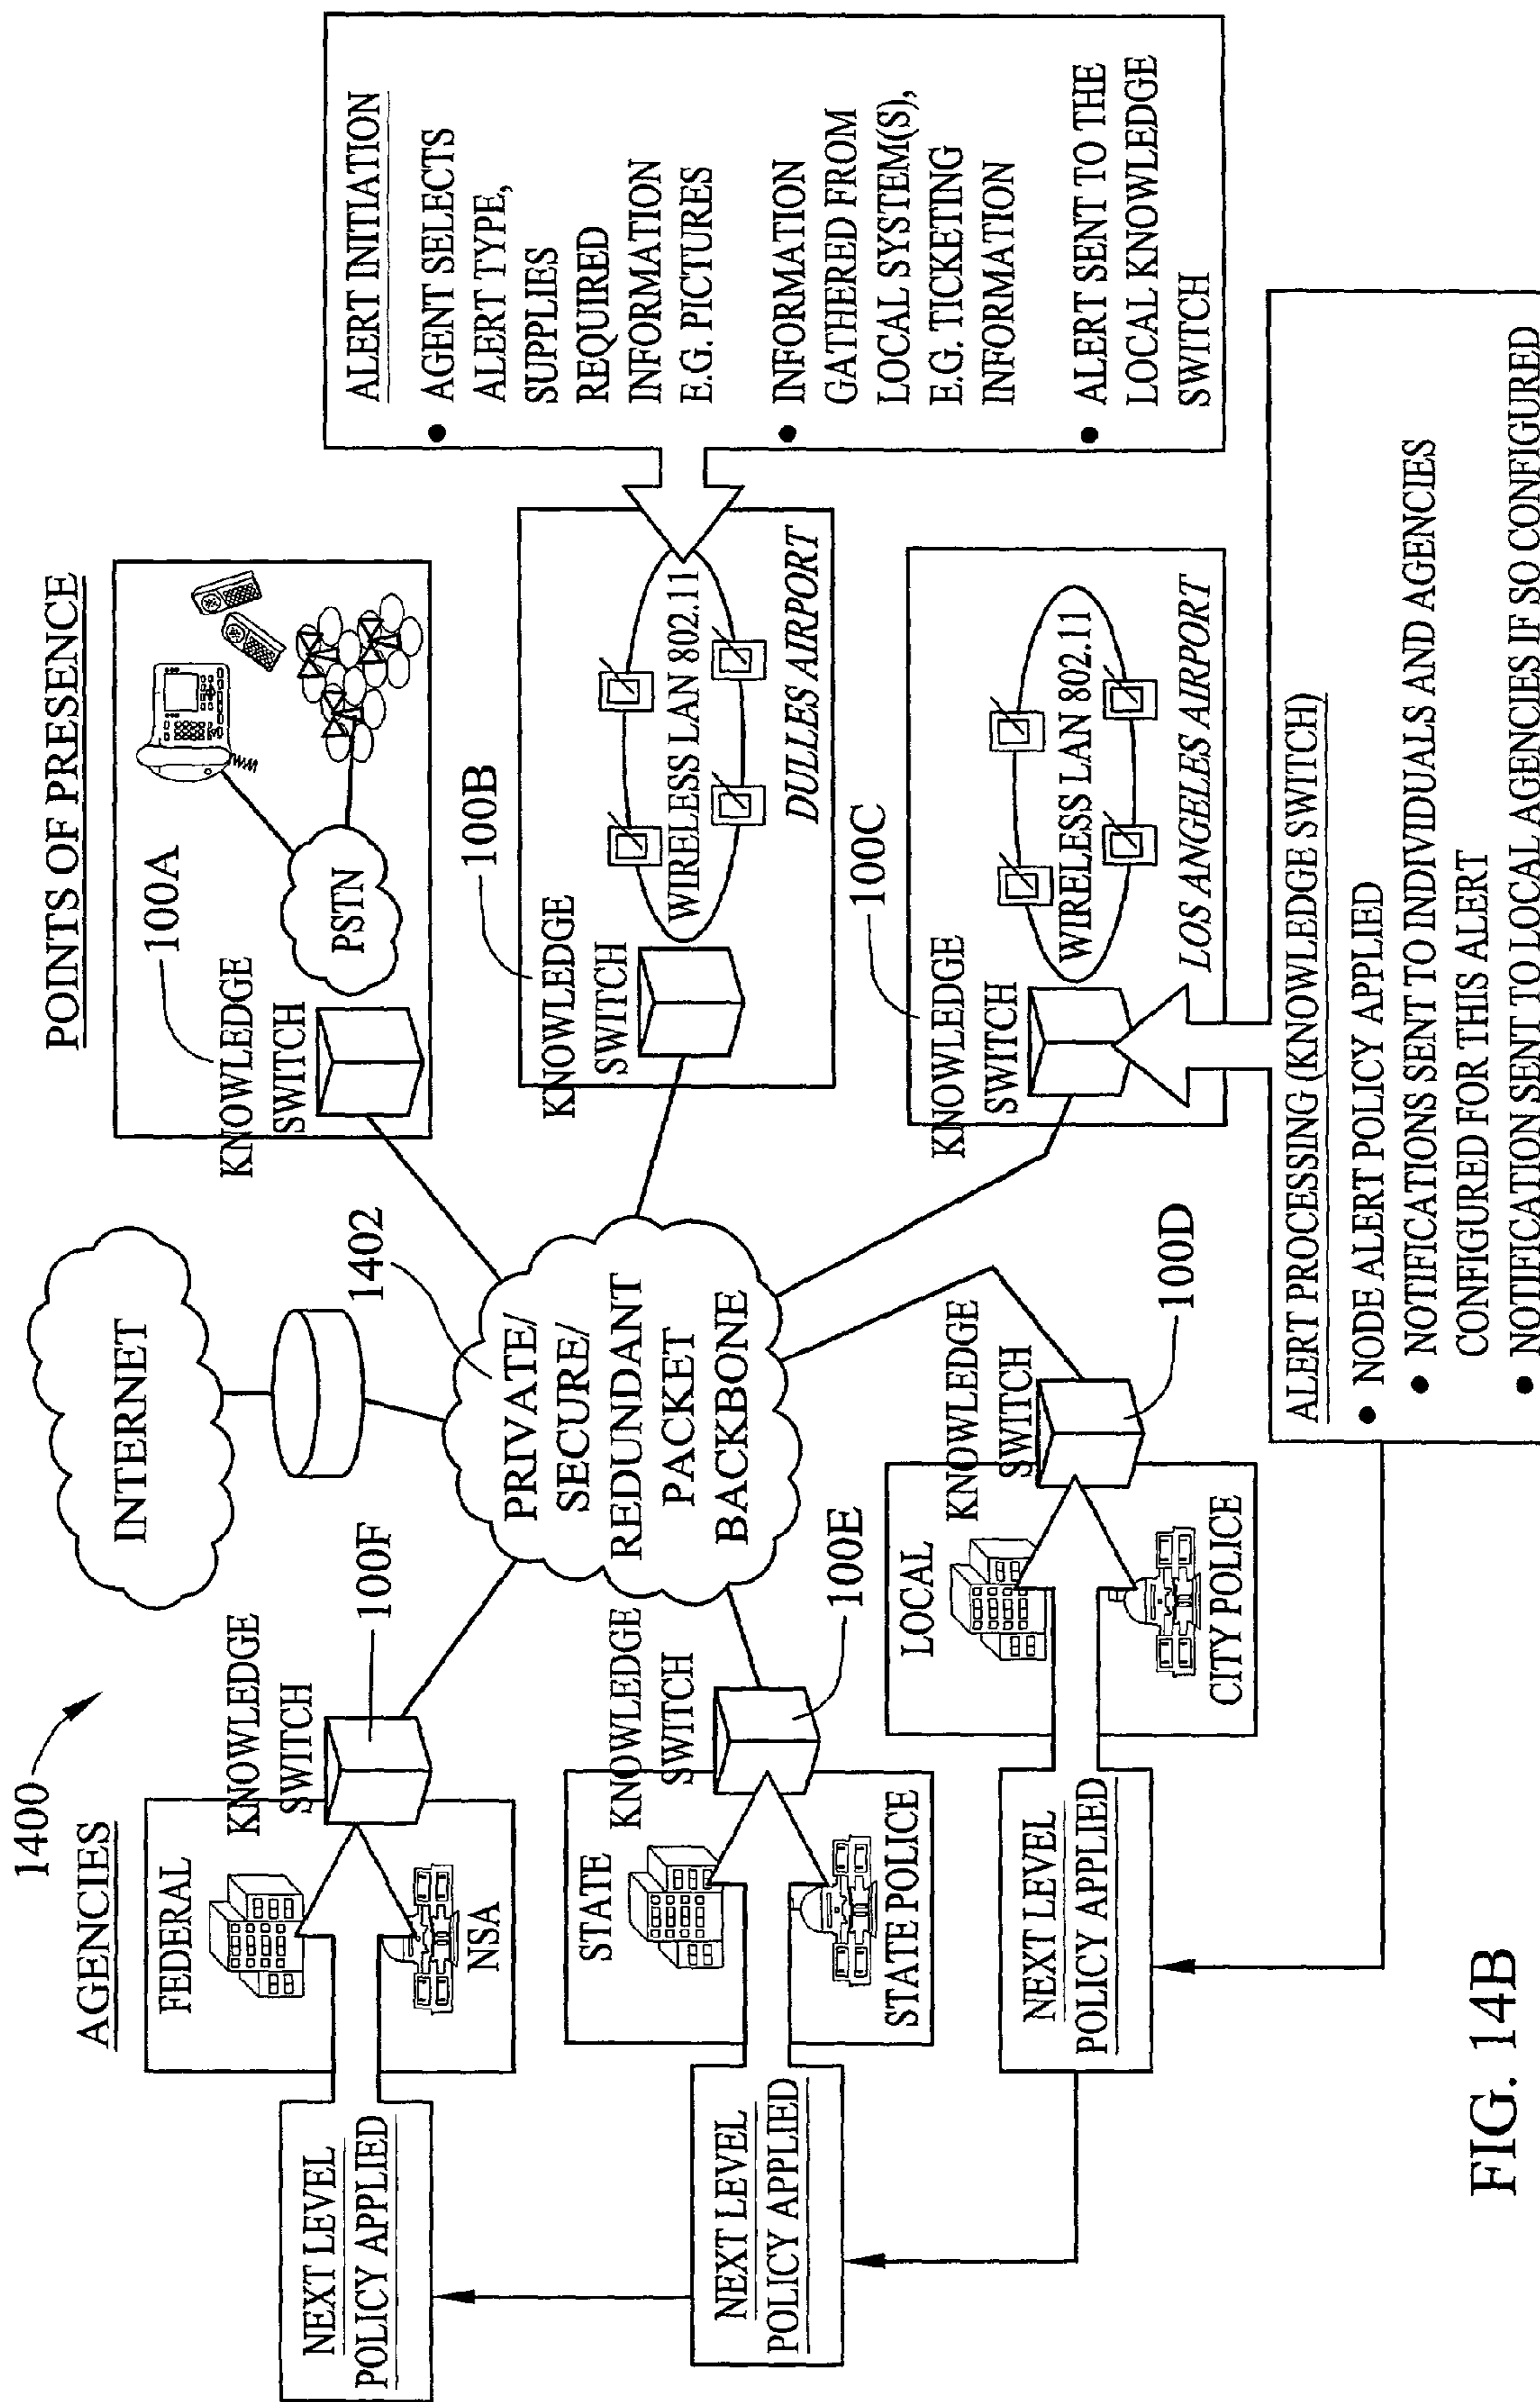 1400
AGENCIES
FEDERAL
NSA
KNOWLEDGE
SWITCH
100F
NEXT LEVEL
POLICY APPLIED
STATE
STATE POLICE
KNOWLEDGE
SWITCH
100E
NEXT LEVEL
POLICY APPLIED
LOCAL
CITY POLICE
KNOWLEDGE
SWITCH
100D
NEXT LEVEL
POLICY APPLIED
INTERNET
1402
PRIVATE/
SECURE/
REDUNDANT
PACKET
BACKBONE
POINTS OF PRESENCE
100A
KNOWLEDGE
SWITCH
PSTN
100B
KNOWLEDGE
SWITCH
WIRELESS LAN 802.11
DULLES AIRPORT
100C
KNOWLEDGE
SWITCH
WIRELESS LAN 802.11
LOS ANGELES AIRPORT
ALERT INITIATION
• AGENT SELECTS
ALERT TYPE,
SUPPLIES
REQUIRED
INFORMATION
E.G. PICTURES
• INFORMATION
GATHERED FROM
LOCAL SYSTEM(S),
E.G. TICKETING
INFORMATION
• ALERT SENT TO THE
LOCAL KNOWLEDGE
SWITCH
ALERT PROCESSING (KNOWLEDGE SWITCH)
• NODE ALERT POLICY APPLIED
• NOTIFICATIONS SENT TO INDIVIDUALS AND AGENCIES
CONFIGURED FOR THIS ALERT
• NOTIFICATION SENT TO LOCAL AGENCIES IF SO CONFIGURED
FIG. 14B